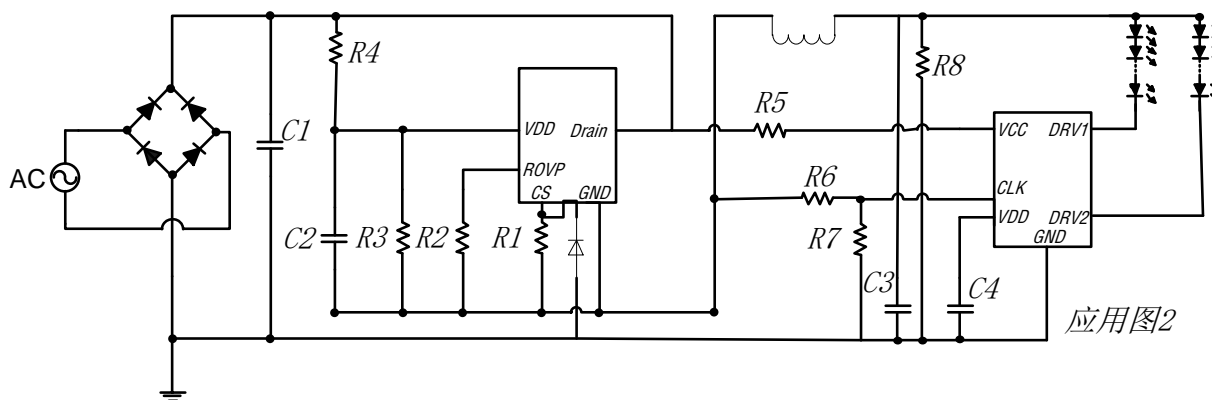 R4
R8
C1
VDD
Drain
R5
VCC
DRV1
ROVP
AC
CS
GND
R6
CLK
VDD
DRV2
GND
C2
R3
R2
R1
R7
C3
C4
应用图2